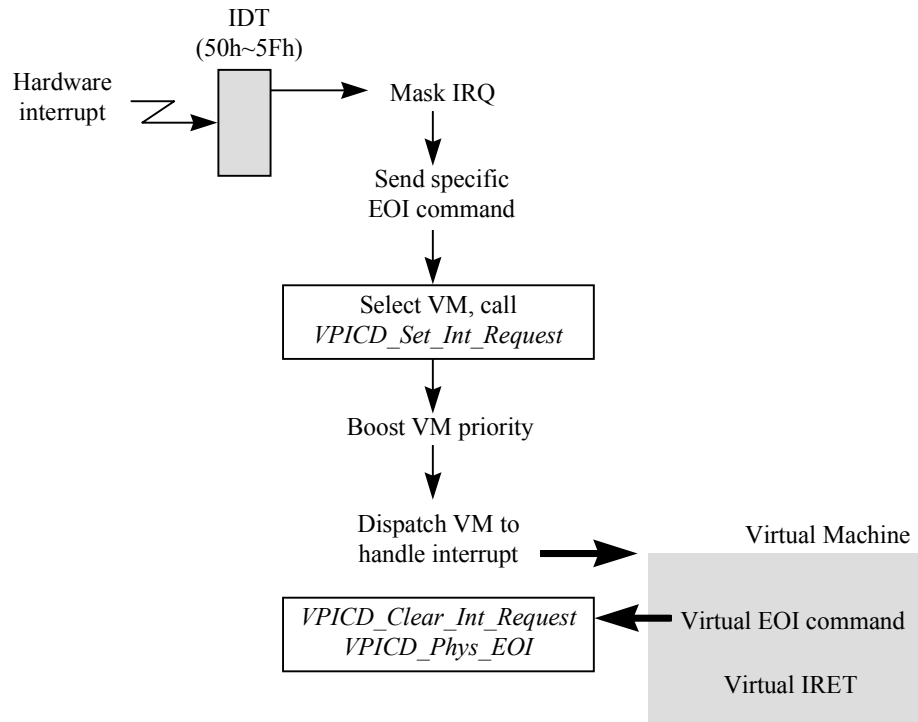 IDT
(50h~5Fh)
Hardware
interrupt
Mask IRQ
Send specific
EOI command
Select VM, call
VPICD_Set_Int_Request
Boost VM priority
Dispatch VM to
handle interrupt
Virtual Machine
VPICD_Clear_Int_Request
VPICD_Phys_EOI
Virtual EOI command
Virtual IRET